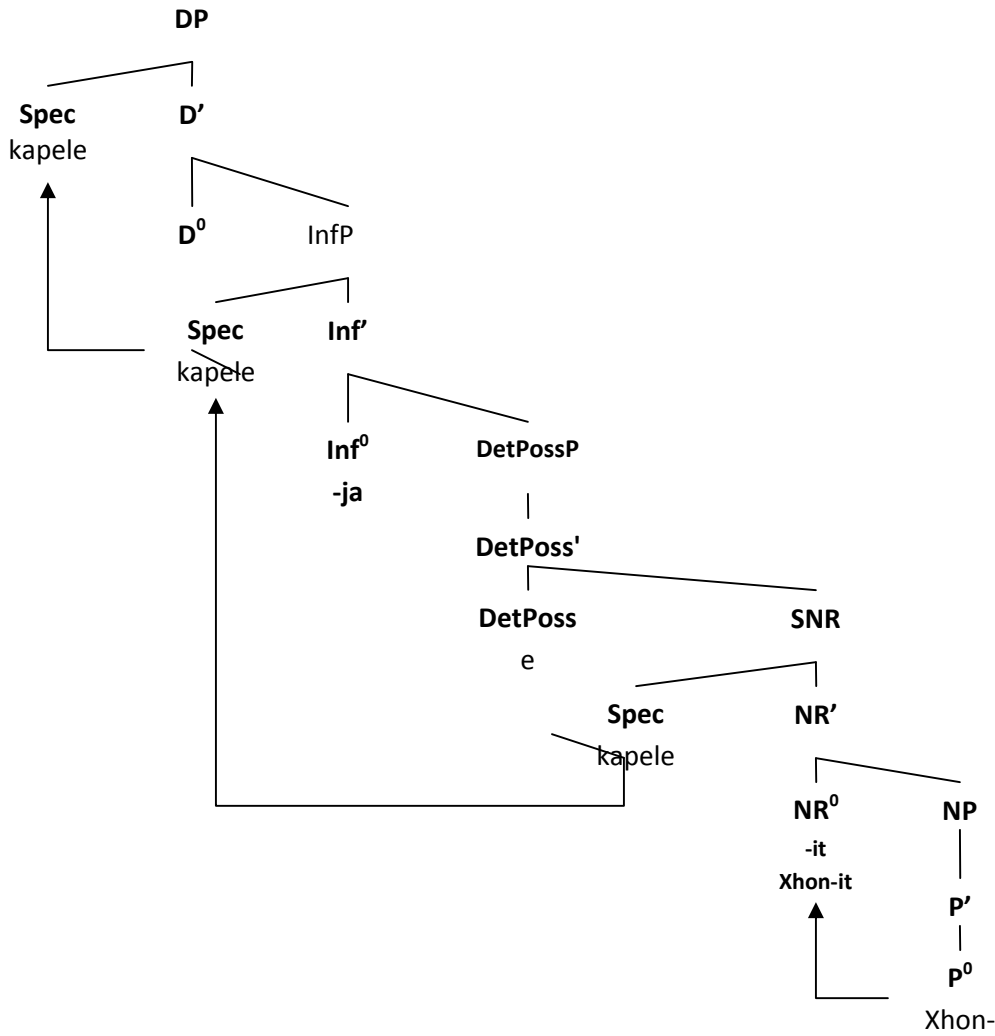 DP
Spec D’
kapele
D⁰ InfP
Spec Inf’
kapele
Inf⁰ DetPossP
-ja
DetPoss'
DetPoss SNR
e
Spec NR’
kapele
NR⁰ NP
-it
Xhon-it
P’
P⁰
Xhon-